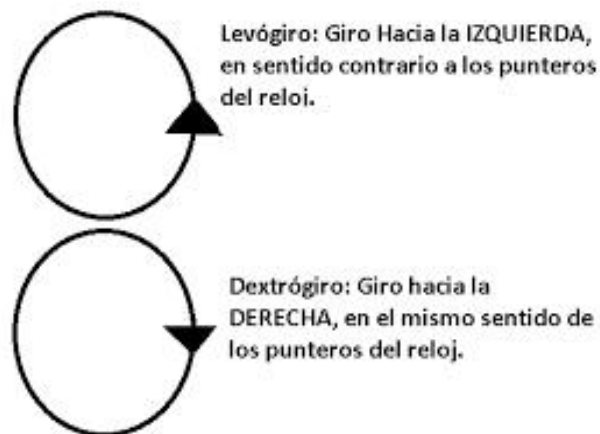 Levógiro: Giro Hacia la IZQUIERDA,
en sentido contrario a los punteros
del reloj.
Dextrógiro: Giro hacia la
DERECHA, en el mismo sentido de
los punteros del reloj.